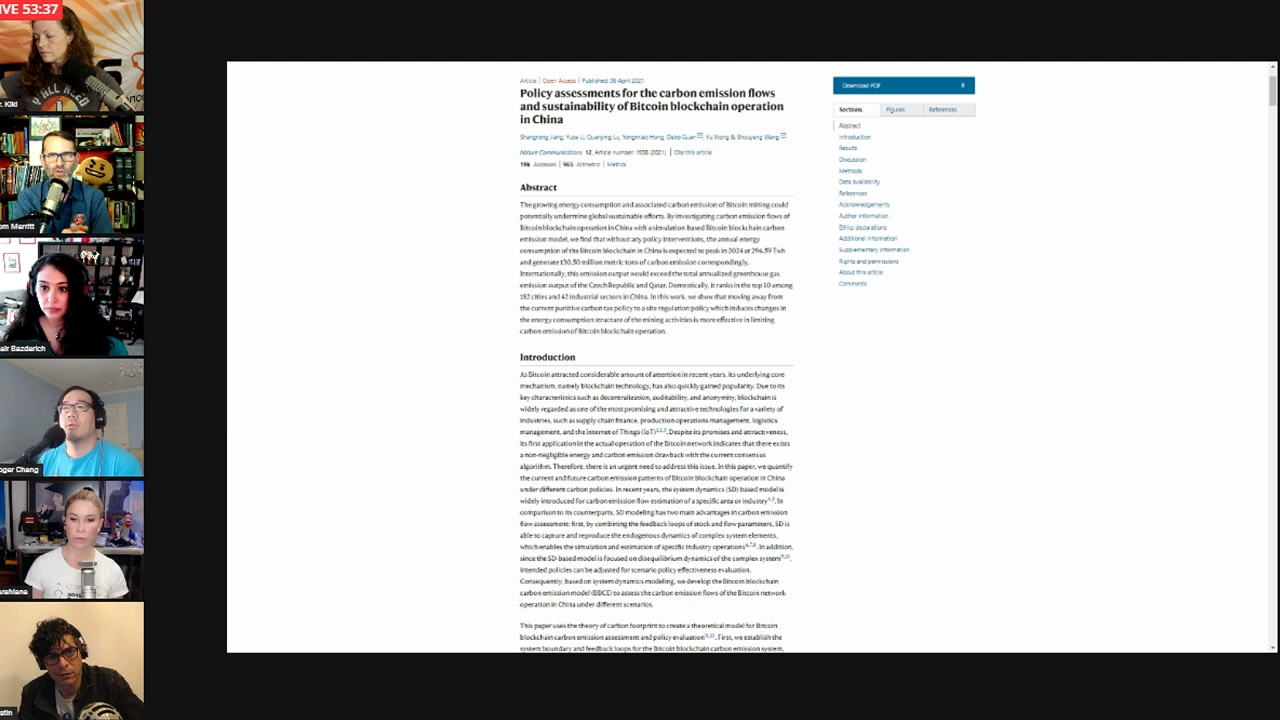 IVE 53:37
r. Kiki
om Merritt
air Bazdarich
oger Chang
arahlane
stin
Article | Open Access | Published: 06 April 2021
Policy assessments for the carbon emission flows
and sustainability of Bitcoin blockchain operation
in China
Shangrong Jiang, Yuze Li, Quanying Lu, Yongmiao Hong, Dabo Guan, Yu Xiong & Shouyang Wang
Nature Communications 12, Article number: 1938 (2021) | Cite this article
19k Accesses | 965 Altmetric | Metrics
Abstract
The growing energy consumption and associated carbon emission of Bitcoin mining could
potentially undermine global sustainable efforts. By investigating carbon emission flows of
Bitcoin blockchain operation in China with a simulation-based Bitcoin blockchain carbon
emission model, we find that without any policy interventions, the annual energy
consumption of the Bitcoin blockchain in China is expected to peak in 2024 at 296.59 Twh
and generate 130.50 million metric tons of carbon emission correspondingly.
Internationally, this emission output would exceed the total annualized greenhouse gas
emission output of the Czech Republic and Qatar. Domestically, it ranks in the top 10 among
182 cities and 42 industrial sectors in China. In this work, we show that moving away from
the current punitive carbon tax policy to a site regulation policy which induces changes in
the energy consumption structure of the mining activities is more effective in limiting
carbon emission of Bitcoin blockchain operation.
Introduction
As Bitcoin attracted considerable amount of attention in recent years, its underlying core
mechanism, namely blockchain technology, has also quickly gained popularity. Due to its
key characteristics such as decentralization, auditability, and anonymity, blockchain is
widely regarded as one of the most promising and attractive technologies for a variety of
industries, such as supply chain finance, production operations management, logistics
management, and the Internet of Things (IoT)1,2,3. Despite its promises and attractiveness,
its first application in the actual operation of the Bitcoin network indicates that there exists
a non-negligible energy and carbon emission drawback with the current consensus
algorithm. Therefore, there is an urgent need to address this issue. In this paper, we quantify
the current and future carbon emission patterns of Bitcoin blockchain operation in China
under different carbon policies. In recent years, the system dynamics (SD) based model is
widely introduced for carbon emission flow estimation of a specific area or industry4,5. In
comparison to its counterparts, SD modeling has two main advantages in carbon emission
flow assessment: first, by combining the feedback loops of stock and flow parameters, SD is
able to capture and reproduce the endogenous dynamics of complex system elements,
which enables the simulation and estimation of specific industry operations6,7,8. In addition,
since the SD-based model is focused on disequilibrium dynamics of the complex system9,10,
intended policies can be adjusted for scenario policy effectiveness evaluation.
Consequently, based on system dynamics modeling, we develop the Bitcoin blockchain
carbon emission model (BBCE) to assess the carbon emission flows of the Bitcoin network
operation in China under different scenarios.
This paper uses the theory of carbon footprint to create a theoretical model for Bitcoin
blockchain carbon emission assessment and policy evaluation11,12. First, we establish the
system boundary and feedback loops for the Bitcoin blockchain carbon emission system,
Download PDF
Sections Figures References
Abstract
Introduction
Results
Discussion
Methods
Data availability
References
Acknowledgements
Author information
Ethics declarations
Additional information
Supplementary information
Rights and permissions
About this article
Comments